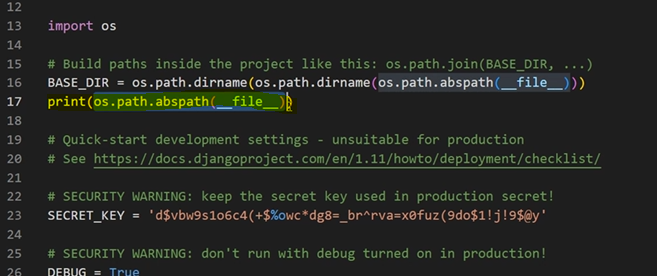 12
13 import os
14
15 # Build paths inside the project like this: os.path.join(BASE_DIR, ...)
16 BASE_DIR = os.path.dirname(os.path.dirname(os.path.abspath(__file__)))
17 print(os.path.abspath(__file__))
18
19 # Quick-start development settings - unsuitable for production
20 # See https://docs.djangoproject.com/en/1.11/howto/deployment/checklist/
21
22 # SECURITY WARNING: keep the secret key used in production secret!
23 SECRET_KEY = 'd$vbw9s1o6c4(+$%owc*dg8=_br^rva=x0fuz(9do$1!j!9$@y'
24
25 # SECURITY WARNING: don't run with debug turned on in production!
26 DEBUG = True